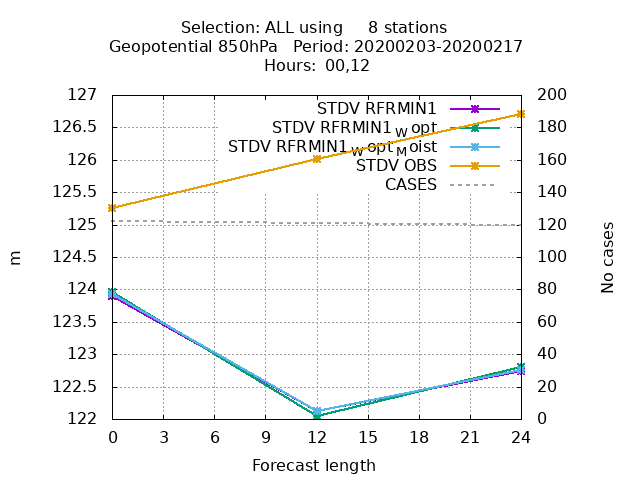 Selection: ALL using     8 stations
Geopotential 850hPa   Period: 20200203-20200217
Hours: 00,12
STDV RFRMIN1
STDV RFRMIN1_W opt
STDV RFRMIN1_W opt_M oist
STDV OBS
CASES
127
126.5
126
125.5
125
124.5
124
123.5
123
122.5
122
m
200
180
160
140
120
100
80
60
40
20
0
No cases
0 3 6 9 12 15 18 21 24
Forecast length